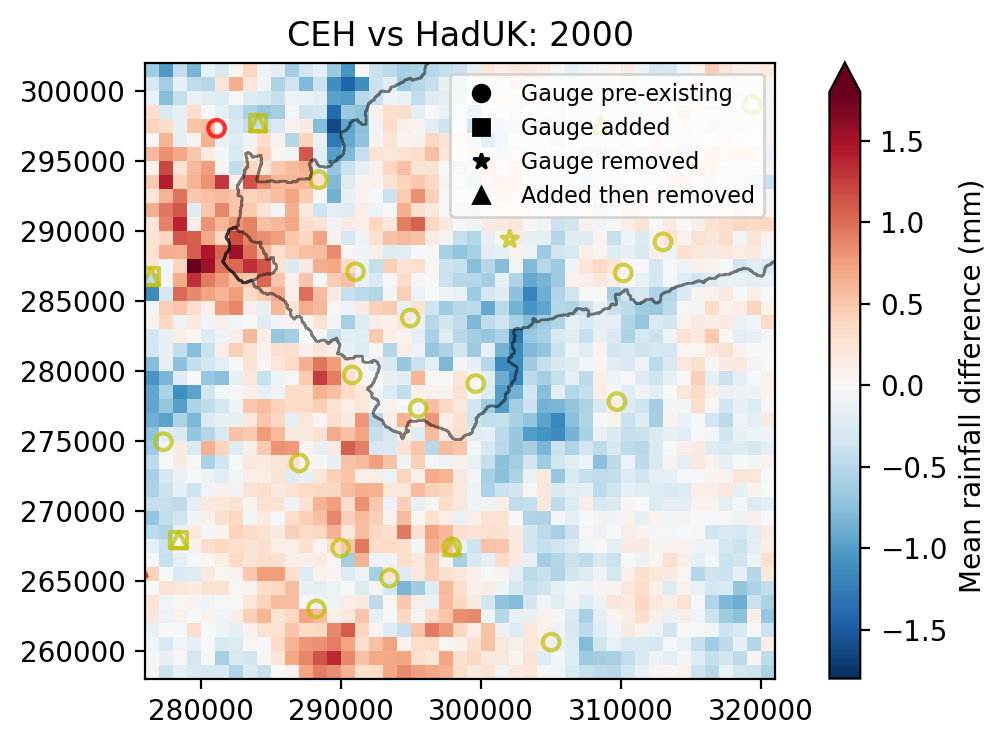 CEH vs HadUK: 2000
300000
295000
290000
285000
280000
275000
270000
265000
260000
280000 290000 300000 310000 320000
Gauge pre-existing
Gauge added
Gauge removed
Added then removed
1.5
1.0
0.5
0.0
−0.5
−1.0
−1.5
Mean rainfall difference (mm)